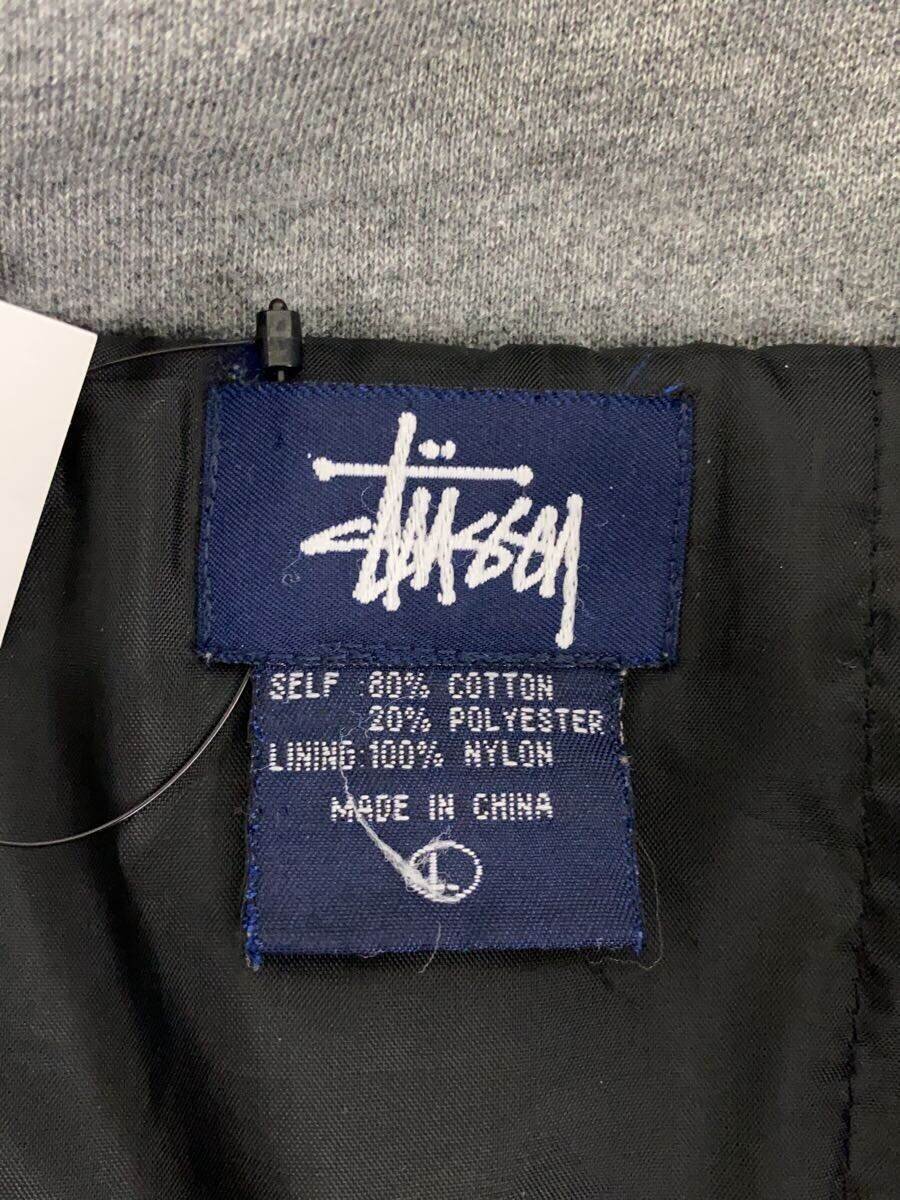 Stüssy
SELF 80% COTTON
20% POLYESTER
LINING 100% NYLON
MADE IN CHINA